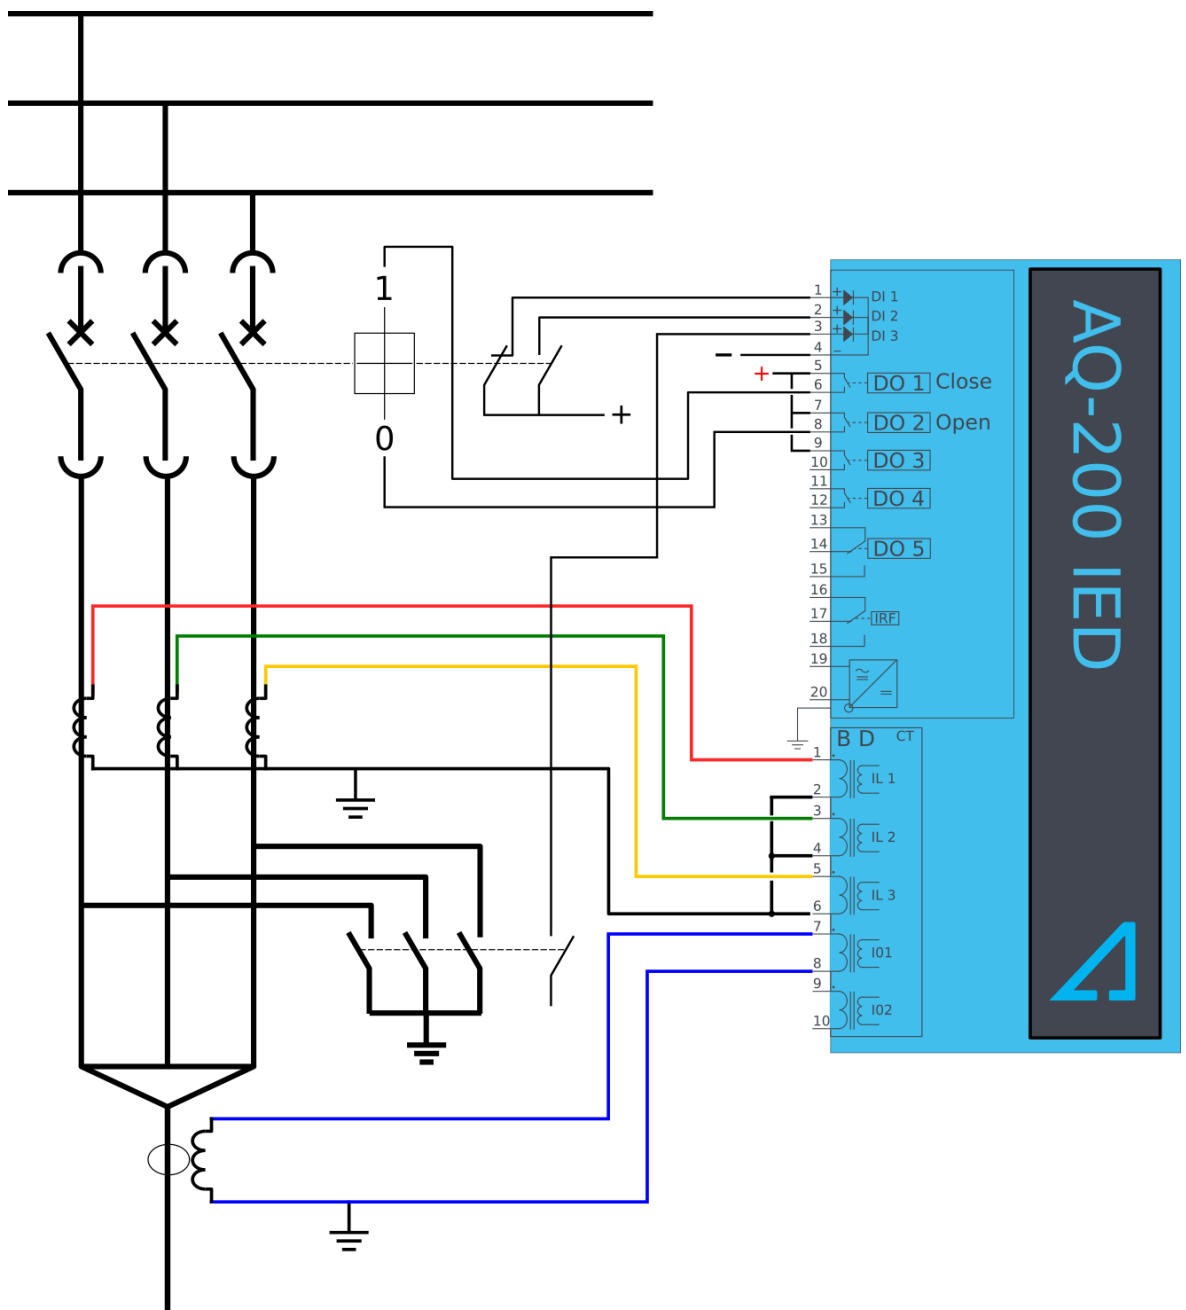 1
0
+
−
+
1 + DI 1
2 + DI 2
3 + DI 3
4 −
5
6 DO 1 Close
7
8 DO 2 Open
9
10 DO 3
11
12 DO 4
13
14 DO 5
15
16
17 IRF
18
19
20
B D CT
1
IL 1
2
3
IL 2
4
5
IL 3
6
7
I01
8
9
I02
10
AQ-200 IED